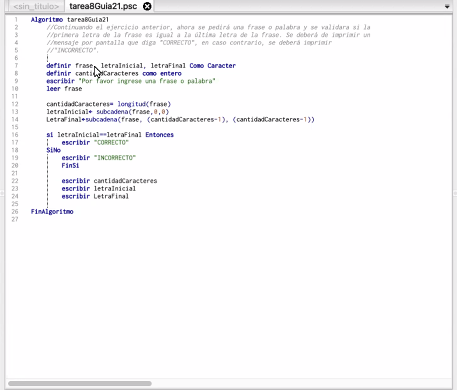 <sin_titulo> tarea8Guia21.psc
1 Algoritmo tarea8Guia21
2 //Continuando el ejercicio anterior, ahora se pedirá una frase o palabra y se validara si la
3 //primera letra de la frase es igual a la última letra de la frase. Se deberá de imprimir un
4 //mensaje por pantalla que diga "CORRECTO", en caso contrario, se deberá imprimir
5 //"INCORRECTO".
6
7 definir frase, letraInicial, letraFinal Como Caracter
8 definir cantidadCaracteres como entero
9 escribir "Por favor ingrese una frase o palabra"
10 leer frase
11
12 cantidadCaracteres= longitud(frase)
13 letraInicial= subcadena(frase,0,0)
14 LetraFinal=subcadena(frase, (cantidadCaracteres-1), (cantidadCaracteres-1))
15
16 si letraInicial==letraFinal Entonces
17 escribir "CORRECTO"
18 SiNo
19 escribir "INCORRECTO"
20 FinSi
21
22 escribir cantidadCaracteres
23 escribir letraInicial
24 escribir LetraFinal
25
26 FinAlgoritmo
27